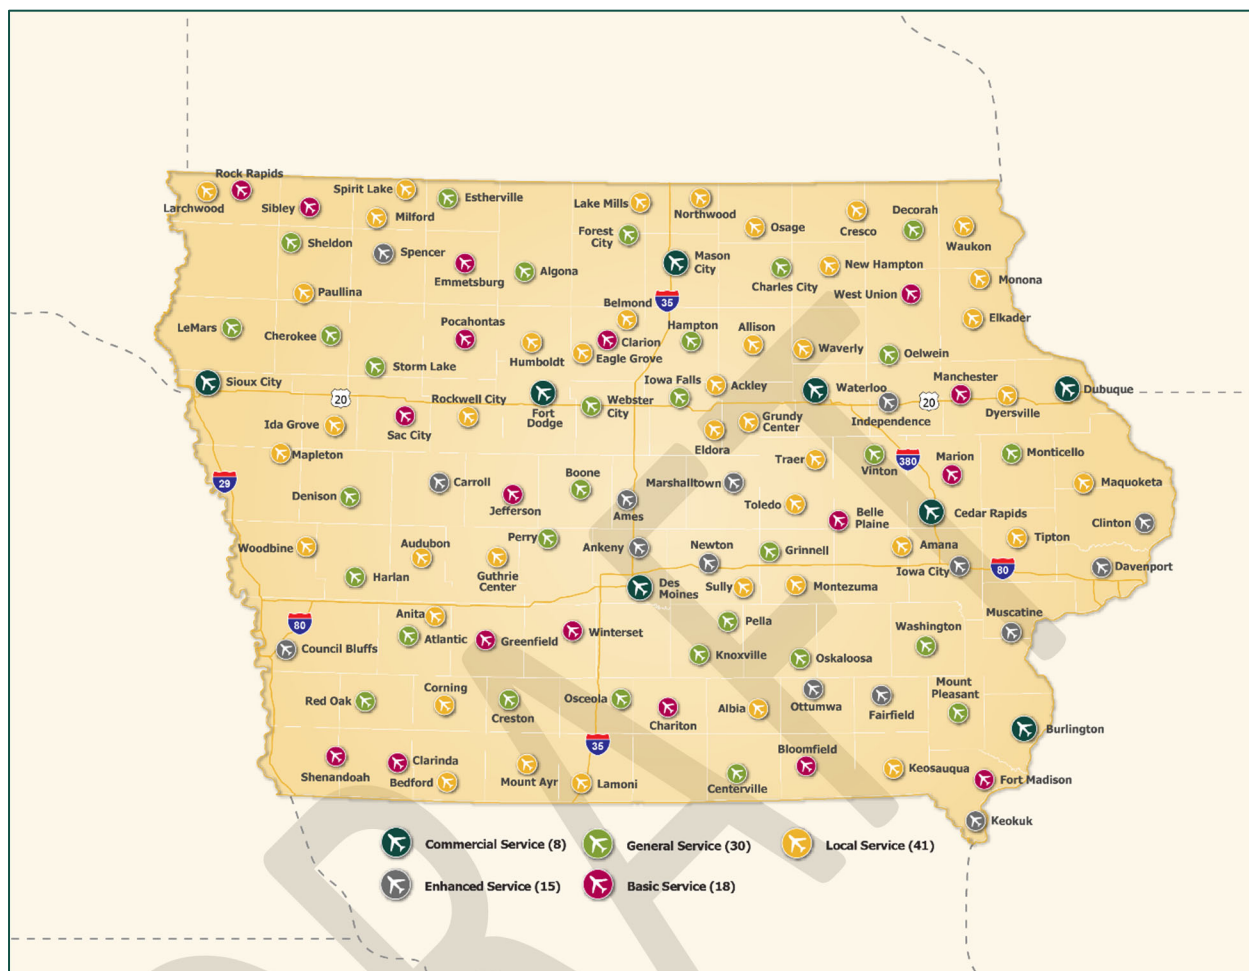 Rock Rapids
Larchwood
Sibley
Spirit Lake
Milford
Estherville
Lake Mills
Northwood
Forest
City
Osage
Cresco
Decorah
Waukon
Sheldon
Spencer
Emmetsburg
Algona
Mason
City
Charles City
New Hampton
West Union
Monona
Paullina
35
Belmond
Elkader
LeMars
Cherokee
Pocahontas
Humboldt
Clarion
Eagle Grove
Hampton
Allison
Waverly
Oelwein
Storm Lake
Sioux City
20
Rockwell City
Fort
Dodge
Webster
City
Iowa Falls
Ackley
Waterloo
Independence
20
Manchester
Dyersville
Dubuque
Ida Grove
Sac City
Grundy
Center
Eldora
Mapleton
Traer
Vinton
380
Marion
Monticello
29
Denison
Carroll
Jefferson
Boone
Ames
Marshalltown
Toledo
Belle
Plaine
Cedar Rapids
Maquoketa
Clinton
Woodbine
Audubon
Guthrie
Center
Perry
Ankeny
Newton
Grinnell
Amana
Tipton
Iowa City
80
Davenport
Harlan
Des
Moines
Sully
Montezuma
Muscatine
80
Anita
Atlantic
Greenfield
Winterset
Pella
Washington
Council Bluffs
Knoxville
Oskaloosa
Red Oak
Corning
Creston
Osceola
Chariton
Albia
Ottumwa
Fairfield
Mount
Pleasant
35
Burlington
Shenandoah
Clarinda
Bedford
Mount Ayr
Lamoni
Centerville
Bloomfield
Keosauqua
Fort Madison
Keokuk
Commercial Service (8)
General Service (30)
Local Service (41)
Enhanced Service (15)
Basic Service (18)
DRAFT